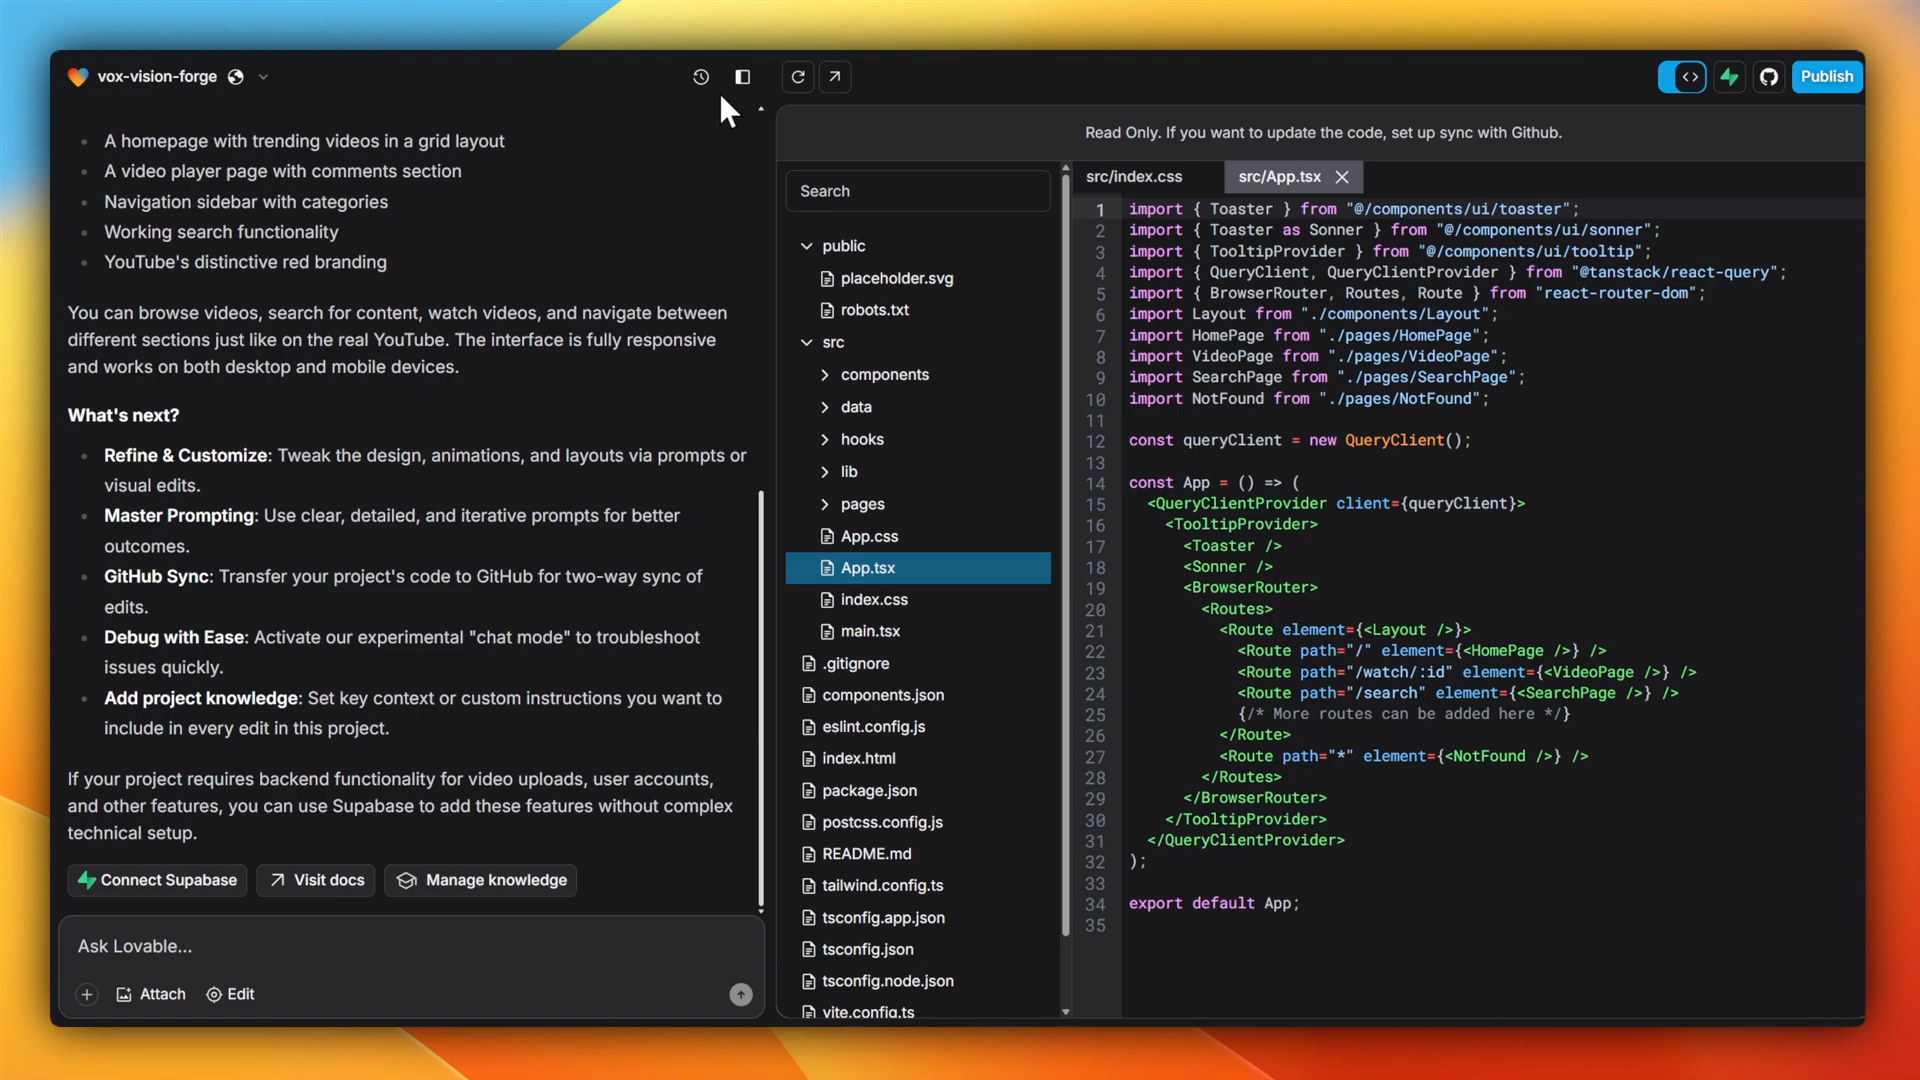 vox-vision-forge
Publish
A homepage with trending videos in a grid layout
A video player page with comments section
Navigation sidebar with categories
Working search functionality
YouTube's distinctive red branding
You can browse videos, search for content, watch videos, and navigate between
different sections just like on the real YouTube. The interface is fully responsive
and works on both desktop and mobile devices.
What's next?
Refine & Customize: Tweak the design, animations, and layouts via prompts or
visual edits.
Master Prompting: Use clear, detailed, and iterative prompts for better
outcomes.
GitHub Sync: Transfer your project's code to GitHub for two-way sync of
edits.
Debug with Ease: Activate our experimental "chat mode" to troubleshoot
issues quickly.
Add project knowledge: Set key context or custom instructions you want to
include in every edit in this project.
If your project requires backend functionality for video uploads, user accounts,
and other features, you can use Supabase to add these features without complex
technical setup.
Connect Supabase
Visit docs
Manage knowledge
Ask Lovable...
Attach
Edit
Read Only. If you want to update the code, set up sync with Github.
Search
public
placeholder.svg
robots.txt
src
components
data
hooks
lib
pages
App.css
App.tsx
index.css
main.tsx
.gitignore
components.json
eslint.config.js
index.html
package.json
postcss.config.js
README.md
tailwind.config.ts
tsconfig.app.json
tsconfig.json
tsconfig.node.json
vite.config.ts
src/index.css
src/App.tsx
1 import { Toaster } from "@/components/ui/toaster";
2 import { Toaster as Sonner } from "@/components/ui/sonner";
3 import { TooltipProvider } from "@/components/ui/tooltip";
4 import { QueryClient, QueryClientProvider } from "@tanstack/react-query";
5 import { BrowserRouter, Routes, Route } from "react-router-dom";
6 import Layout from "./components/Layout";
7 import HomePage from "./pages/HomePage";
8 import VideoPage from "./pages/VideoPage";
9 import SearchPage from "./pages/SearchPage";
10 import NotFound from "./pages/NotFound";
11
12 const queryClient = new QueryClient();
13
14 const App = () => (
15 <QueryClientProvider client={queryClient}>
16 <TooltipProvider>
17 <Toaster />
18 <Sonner />
19 <BrowserRouter>
20 <Routes>
21 <Route element={<Layout />}>
22 <Route path="/" element={<HomePage />} />
23 <Route path="/watch/:id" element={<VideoPage />} />
24 <Route path="/search" element={<SearchPage />} />
25 {/* More routes can be added here */}
26 </Route>
27 <Route path="*" element={<NotFound />} />
28 </Routes>
29 </BrowserRouter>
30 </TooltipProvider>
31 </QueryClientProvider>
32 );
33
34 export default App;
35